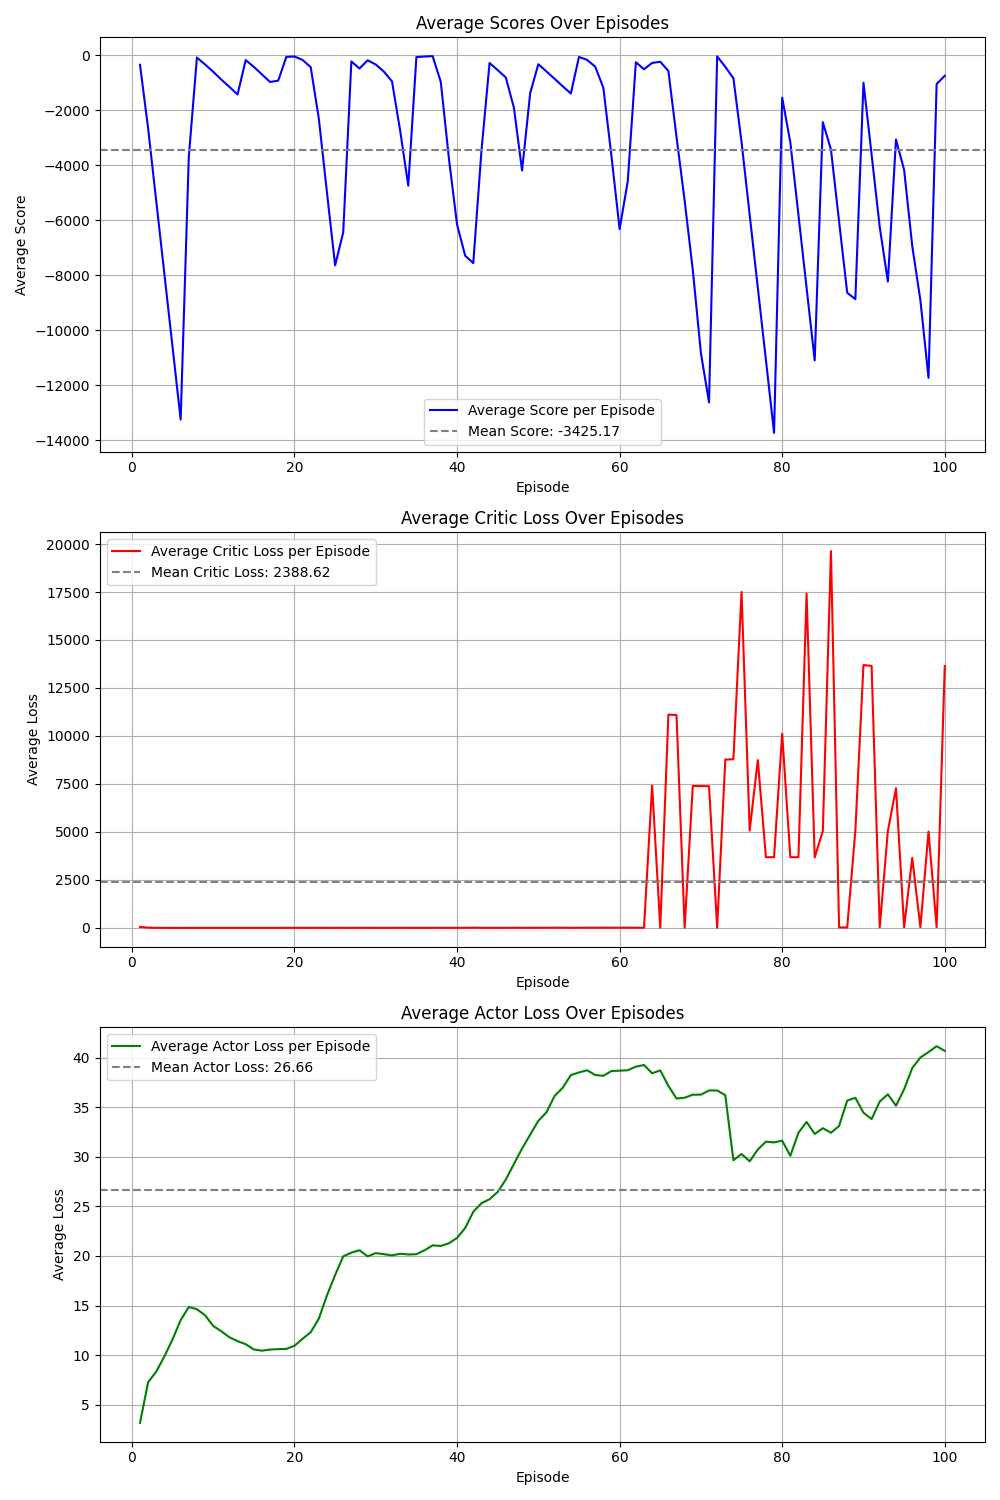 Average Scores Over Episodes
0
−2000
−4000
−6000
−8000
−10000
−12000
−14000
Average Score
Average Score per Episode
Mean Score: -3425.17
0 20 40 60 80 100
Episode
Average Critic Loss Over Episodes
20000
17500
15000
12500
10000
7500
5000
2500
0
Average Loss
Average Critic Loss per Episode
Mean Critic Loss: 2388.62
0 20 40 60 80 100
Episode
Average Actor Loss Over Episodes
40
35
30
25
20
15
10
5
Average Loss
Average Actor Loss per Episode
Mean Actor Loss: 26.66
0 20 40 60 80 100
Episode